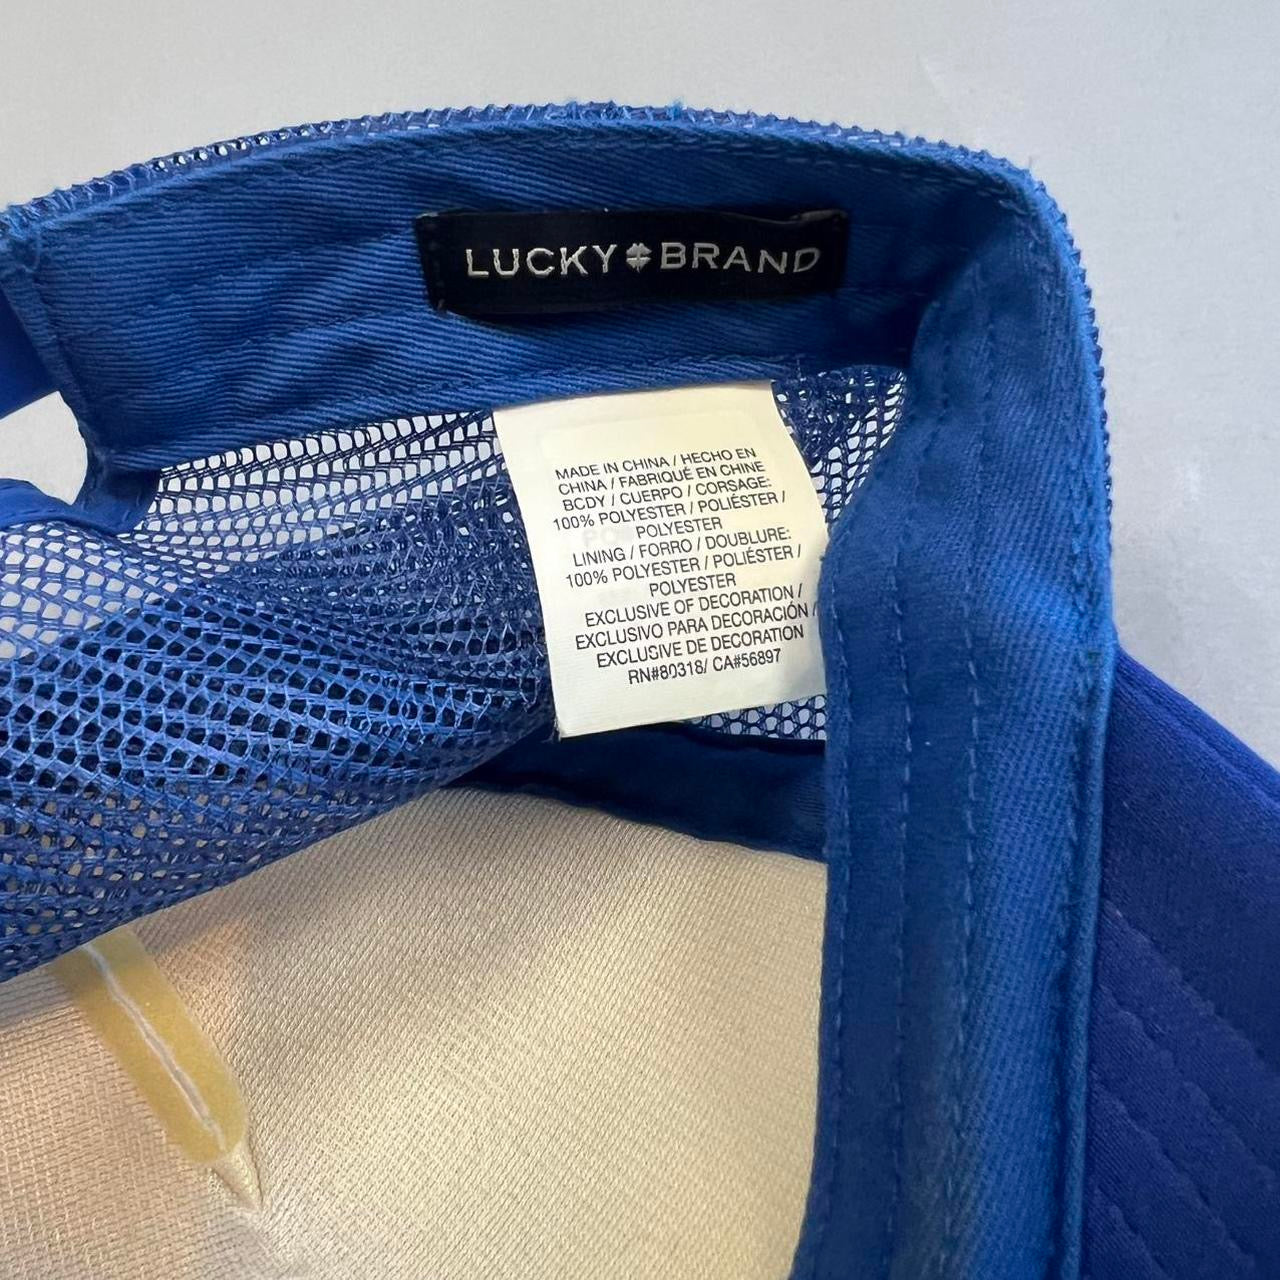 LUCKY BRAND
MADE IN CHINA / HECHO EN
CHINA / FABRIQUÉ EN CHINE
BCDY / CUERPO / CORSAGE:
100% POLYESTER / POLIÉSTER /
POLYESTER
LINING / FORRO / DOUBLURE:
100% POLYESTER / POLIÉSTER /
POLYESTER
EXCLUSIVE OF DECORATION /
EXCLUSIVO PARA DECORACIÓN /
EXCLUSIVE DE DECORATION
RN#80318/ CA#56897